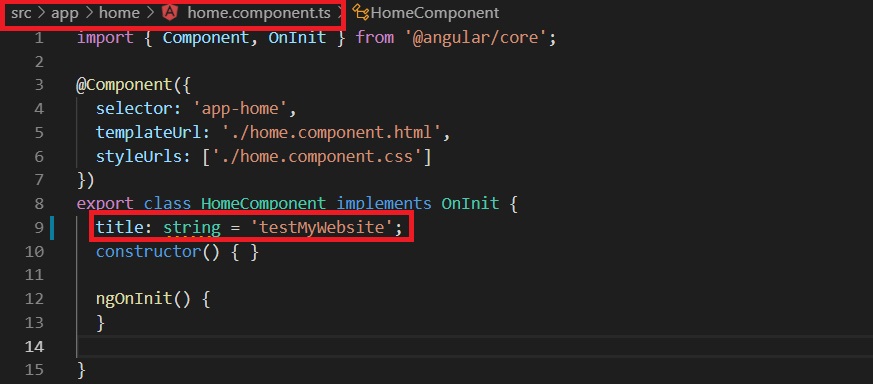 src > app > home > home.component.ts > HomeComponent
1 import { Component, OnInit } from '@angular/core';
2
3 @Component({
4   selector: 'app-home',
5   templateUrl: './home.component.html',
6   styleUrls: ['./home.component.css']
7 })
8 export class HomeComponent implements OnInit {
9   title: string = 'testMyWebsite';
10   constructor() { }
11
12   ngOnInit() {
13   }
14
15 }